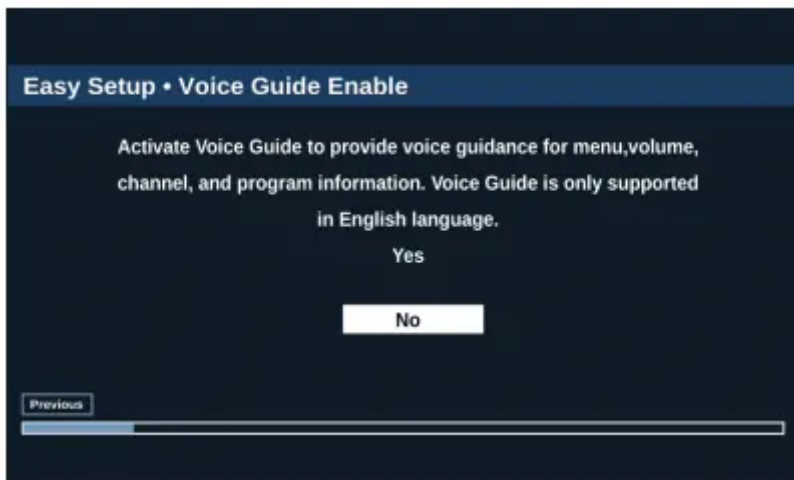 Easy Setup • Voice Guide Enable
Activate Voice Guide to provide voice guidance for menu,volume,
channel, and program information. Voice Guide is only supported
in English language.
Yes
No
Previous